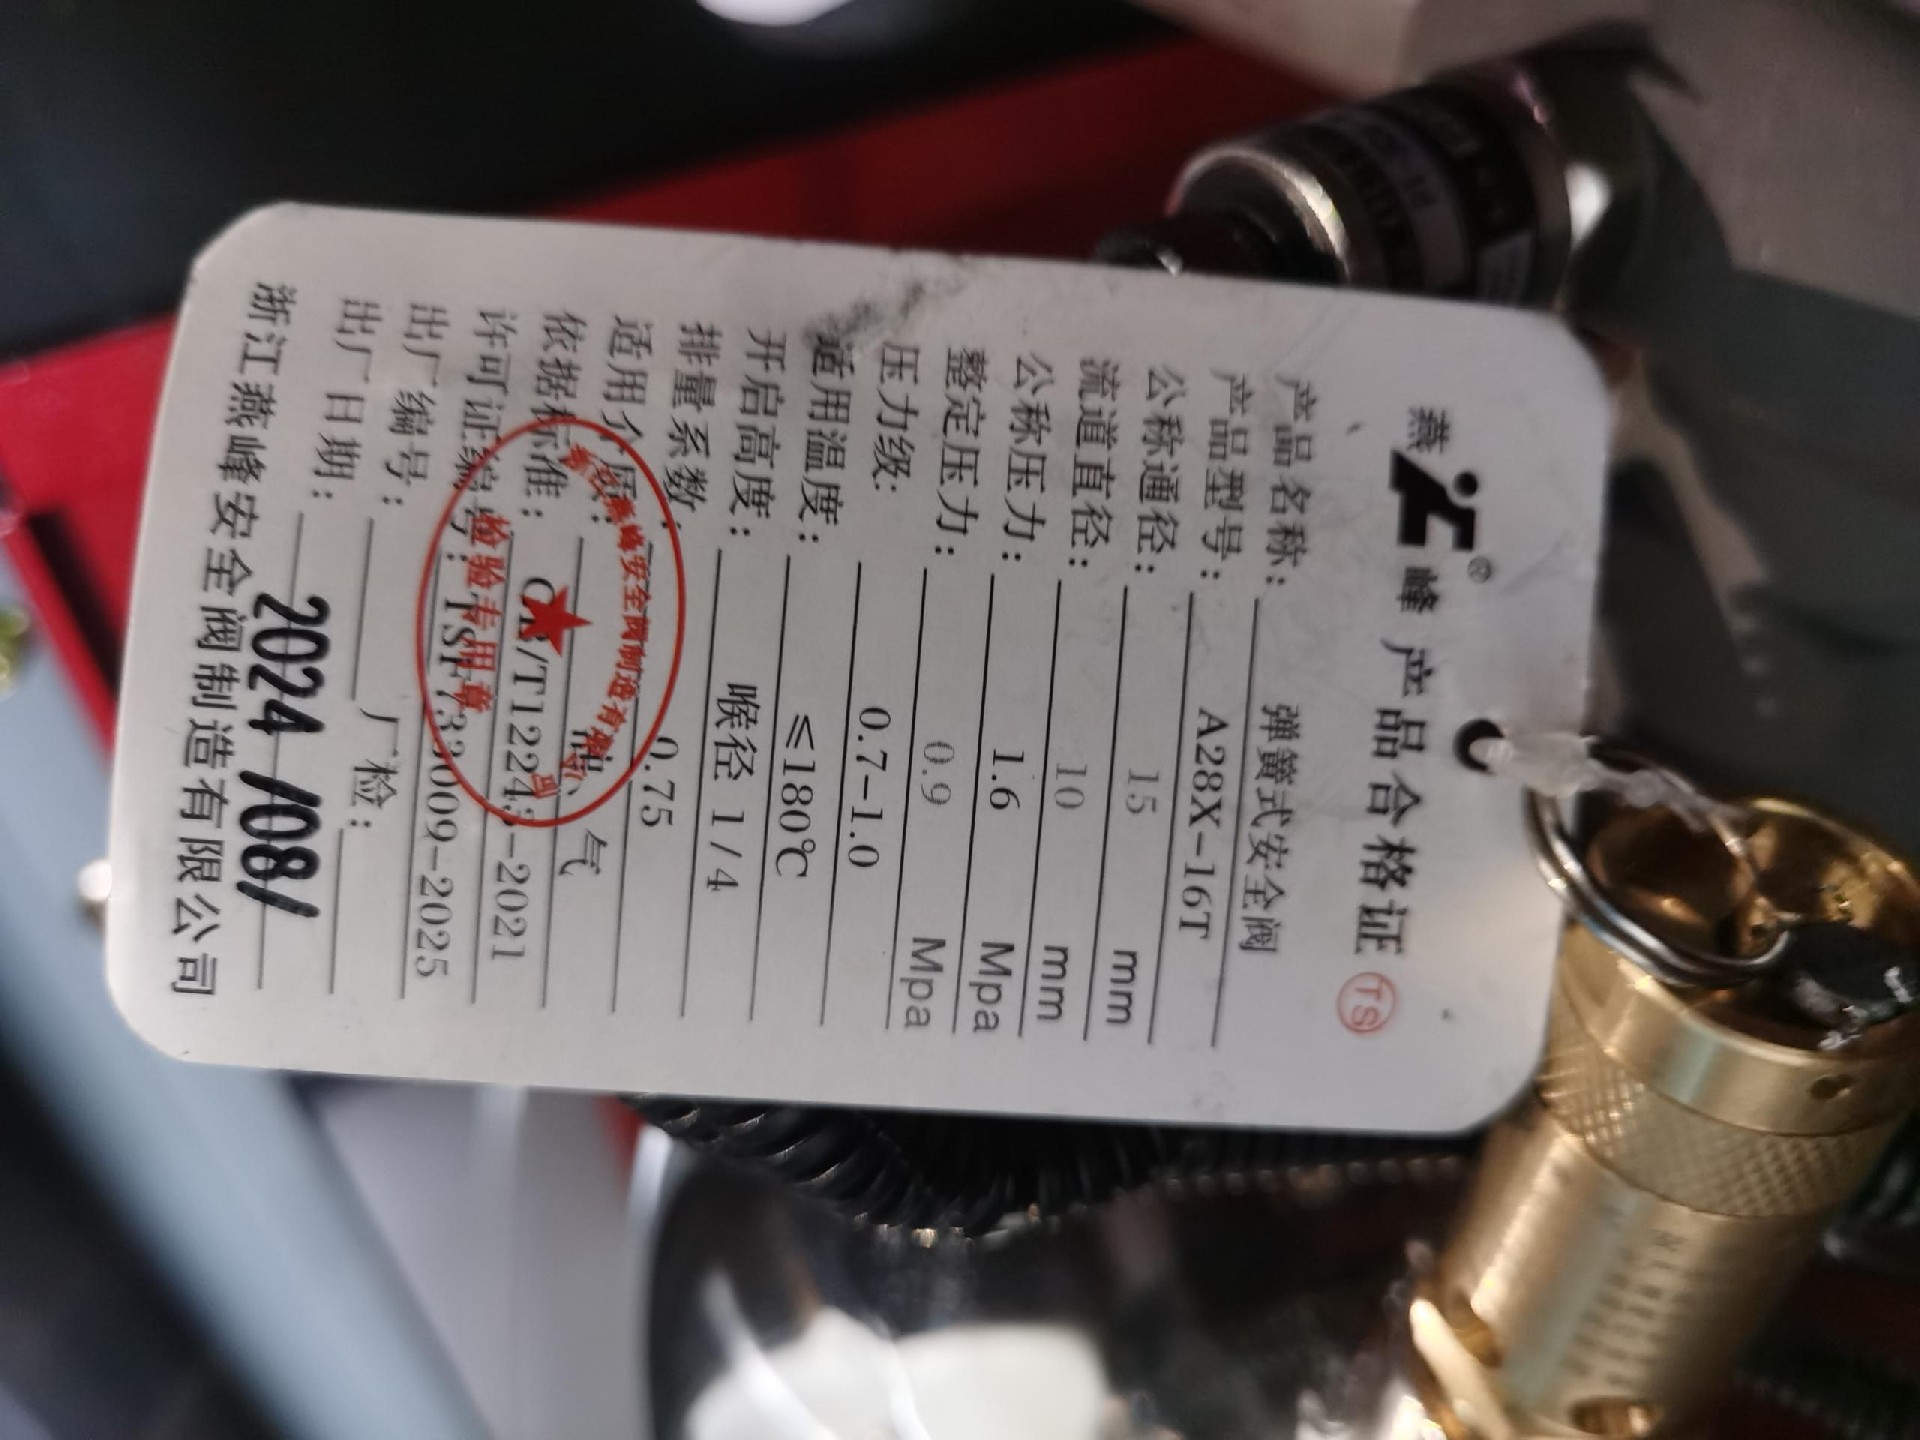 燕峰® 产品合格证 TS
产品名称: 弹簧式安全阀
产品型号: A28X-16T
公称通径: 15 mm
流道直径: 10 mm
公称压力: 1.6 Mpa
整定压力: 0.9 Mpa
压力级: 0.7-1.0
适用温度: ≤180℃
开启高度: 喉径 1/4
排量系数: 0.75
适用介质: 气
依据标准: GB/T12243-2021
许可证编号: TSF733009-2025
出厂编号:
出厂日期: 厂检:
2024/08/
浙江燕峰安全阀制造有限公司
检验专用章